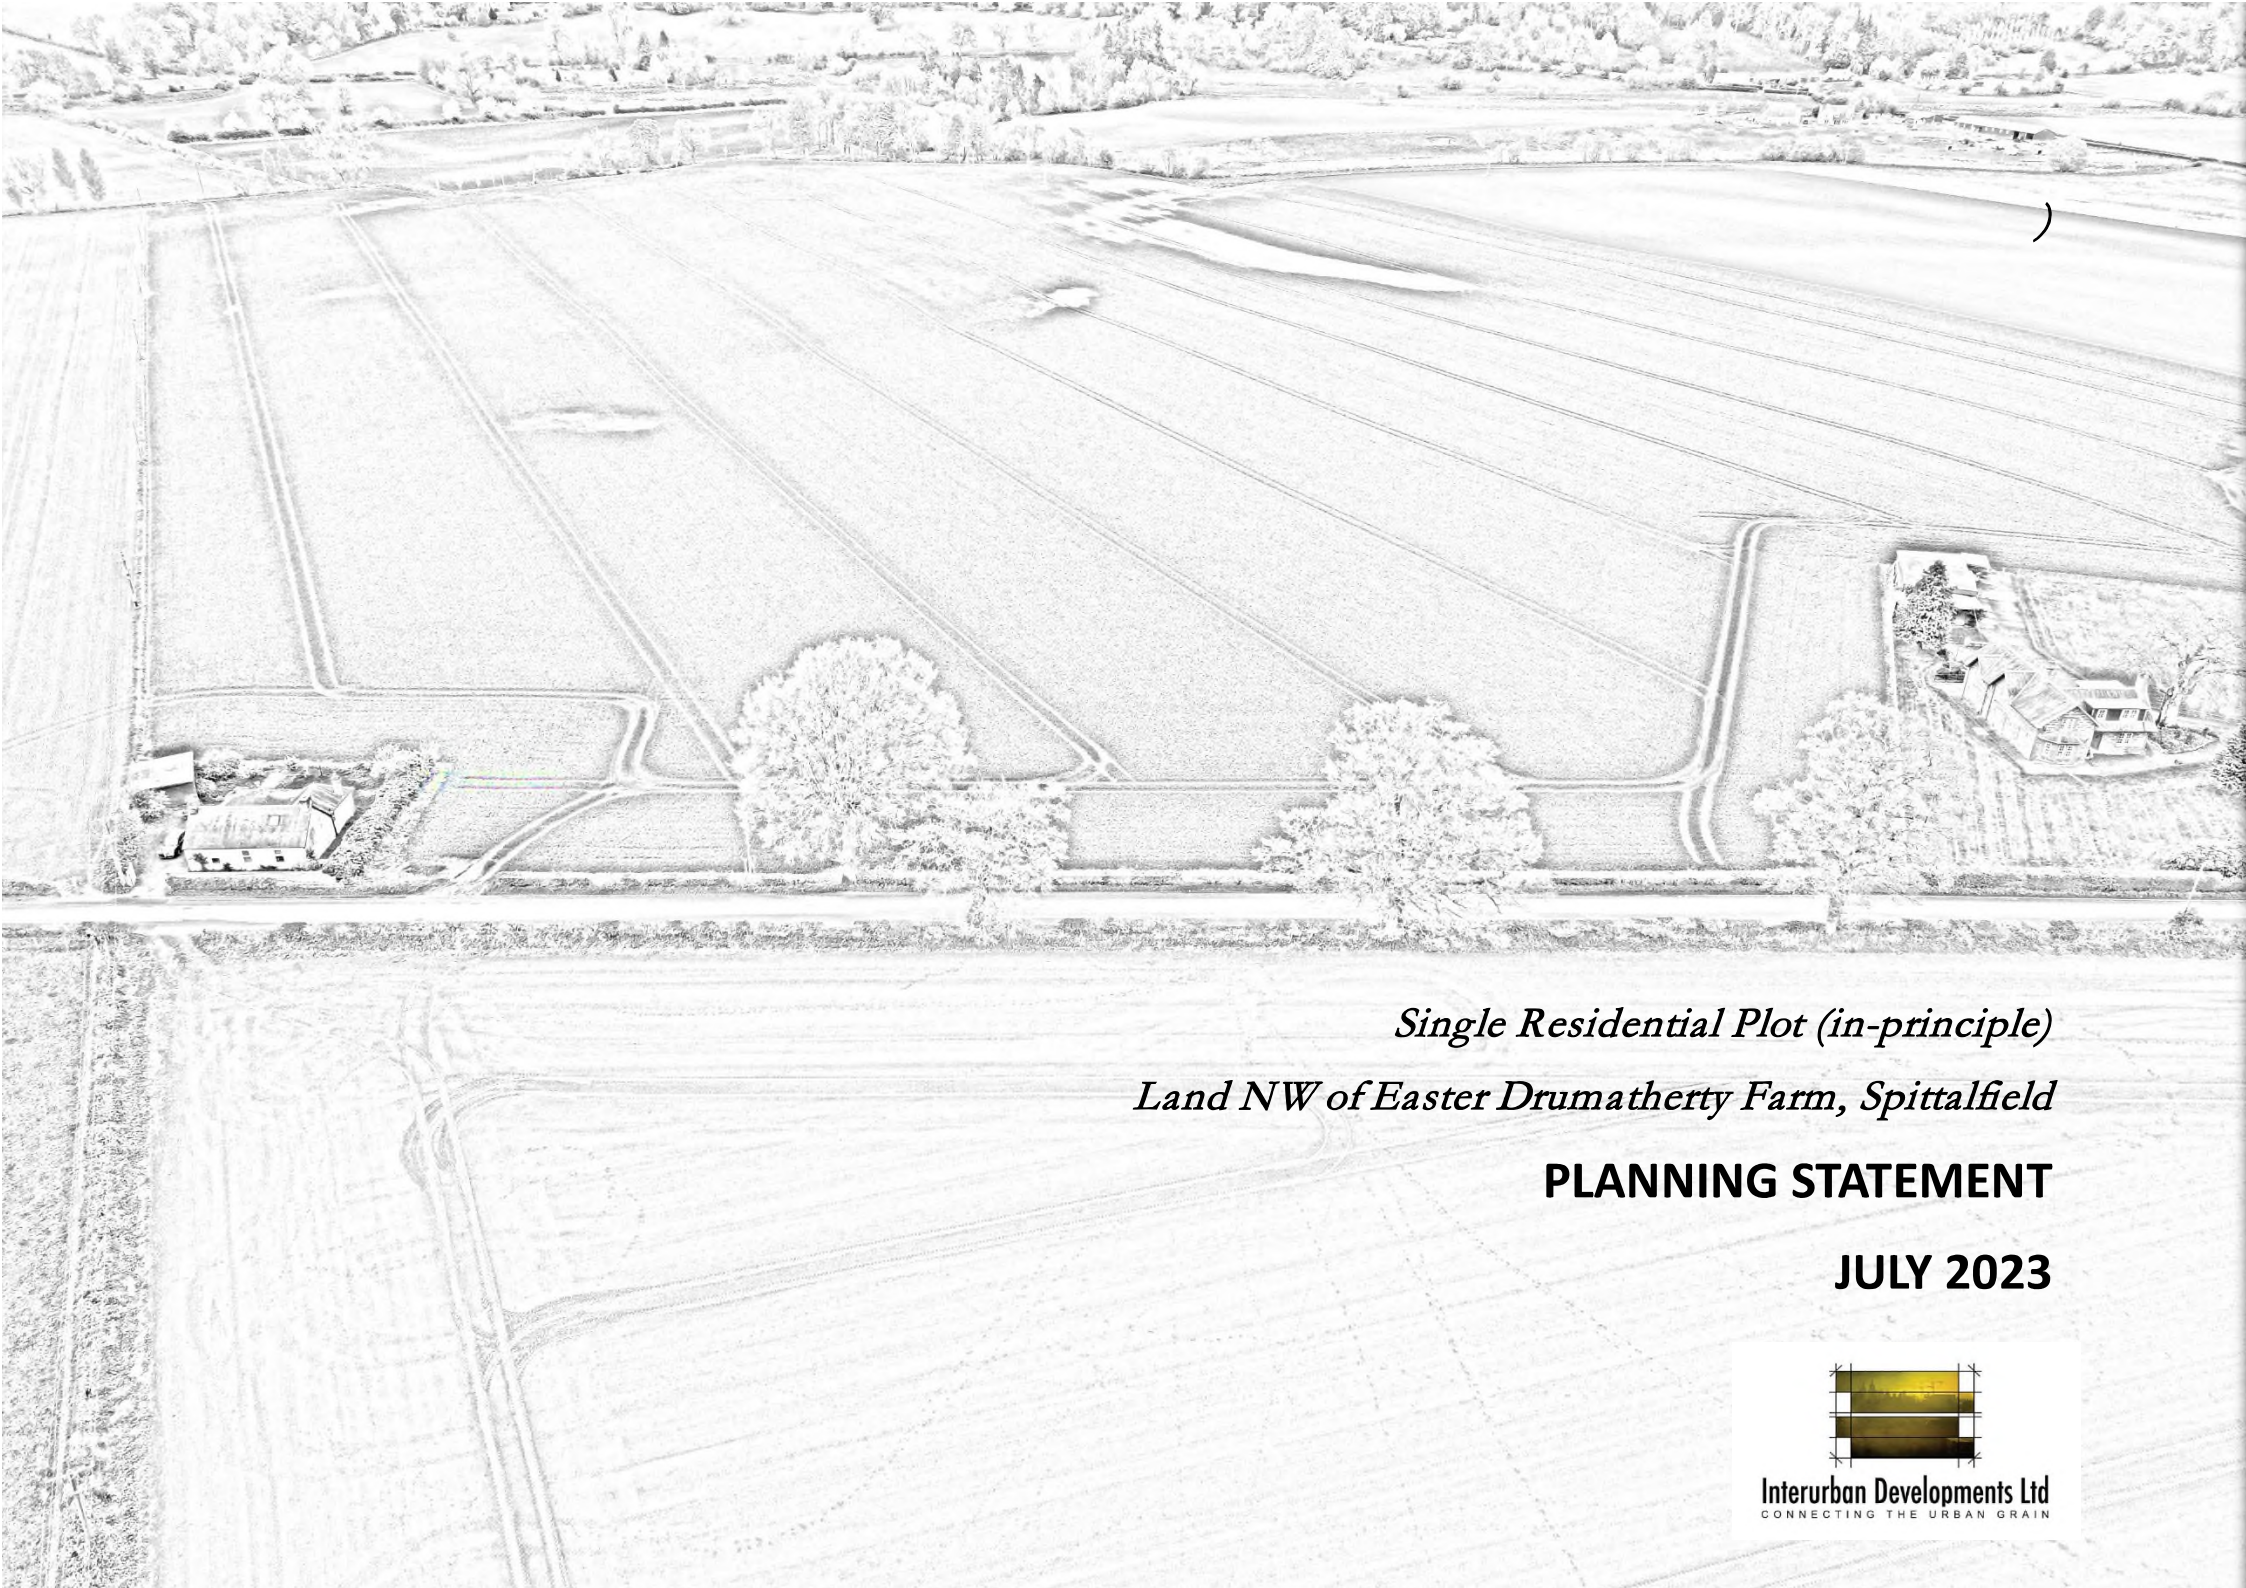 )
Single Residential Plot (in-principle)
Land NW of Easter Drumatherty Farm, Spittalfield
PLANNING STATEMENT
JULY 2023
Interurban Developments Ltd
CONNECTING THE URBAN GRAIN